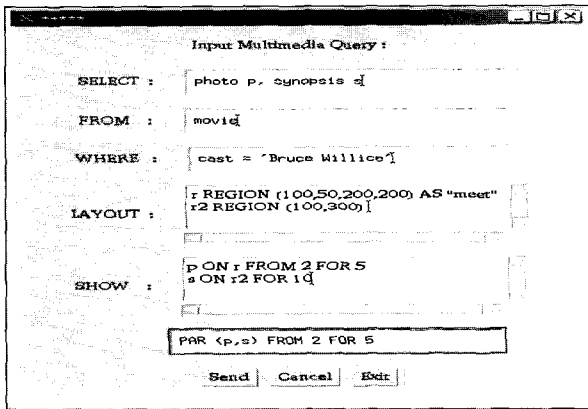 Input Multimedia Query :
SELECT : photo p, synopsis s
FROM : movie
WHERE : cast = 'Bruce Willice'
LAYOUT : r REGION (100,50,200,200) AS "meet"
r2 REGION (100,300)
SHOW : p ON r FROM 2 FOR 5
s ON r2 FOR 10
PAR (p,s) FROM 2 FOR 5
Send Cancel Exit